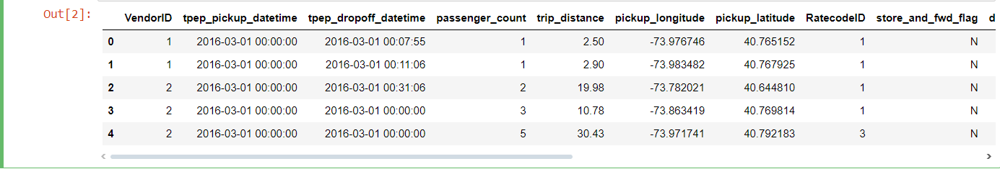 Out[2]:
VendorID tpep_pickup_datetime tpep_dropoff_datetime passenger_count trip_distance pickup_longitude pickup_latitude RatecodeID store_and_fwd_flag d
0 1 2016-03-01 00:00:00 2016-03-01 00:07:55 1 2.50 -73.976746 40.765152 1 N
1 1 2016-03-01 00:00:00 2016-03-01 00:11:06 1 2.90 -73.983482 40.767925 1 N
2 2 2016-03-01 00:00:00 2016-03-01 00:31:06 2 19.98 -73.782021 40.644810 1 N
3 2 2016-03-01 00:00:00 2016-03-01 00:00:00 3 10.78 -73.863419 40.769814 1 N
4 2 2016-03-01 00:00:00 2016-03-01 00:00:00 5 30.43 -73.971741 40.792183 3 N